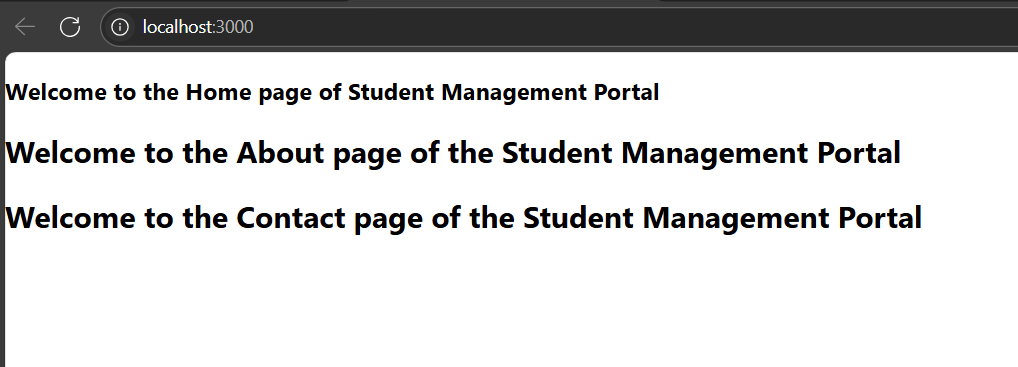 localhost:3000
Welcome to the Home page of Student Management Portal
Welcome to the About page of the Student Management Portal
Welcome to the Contact page of the Student Management Portal